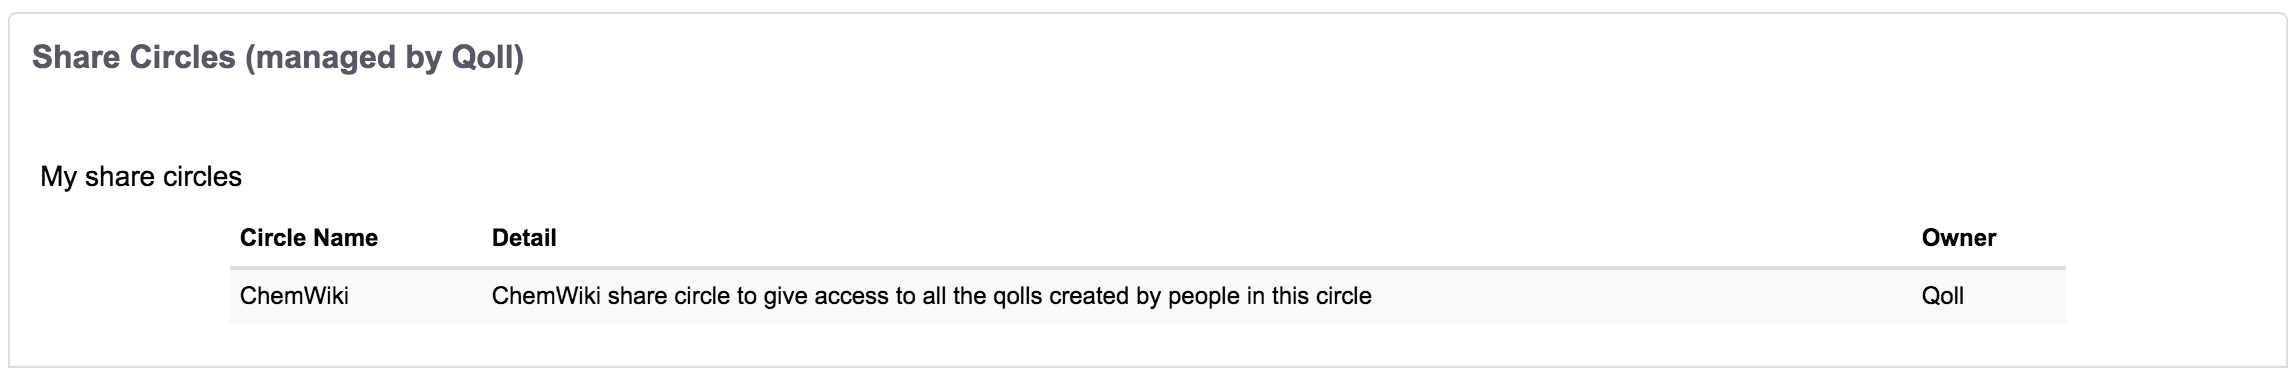 Share Circles (managed by Qoll)
My share circles
Circle Name Detail Owner
ChemWiki ChemWiki share circle to give access to all the qolls created by people in this circle Qoll